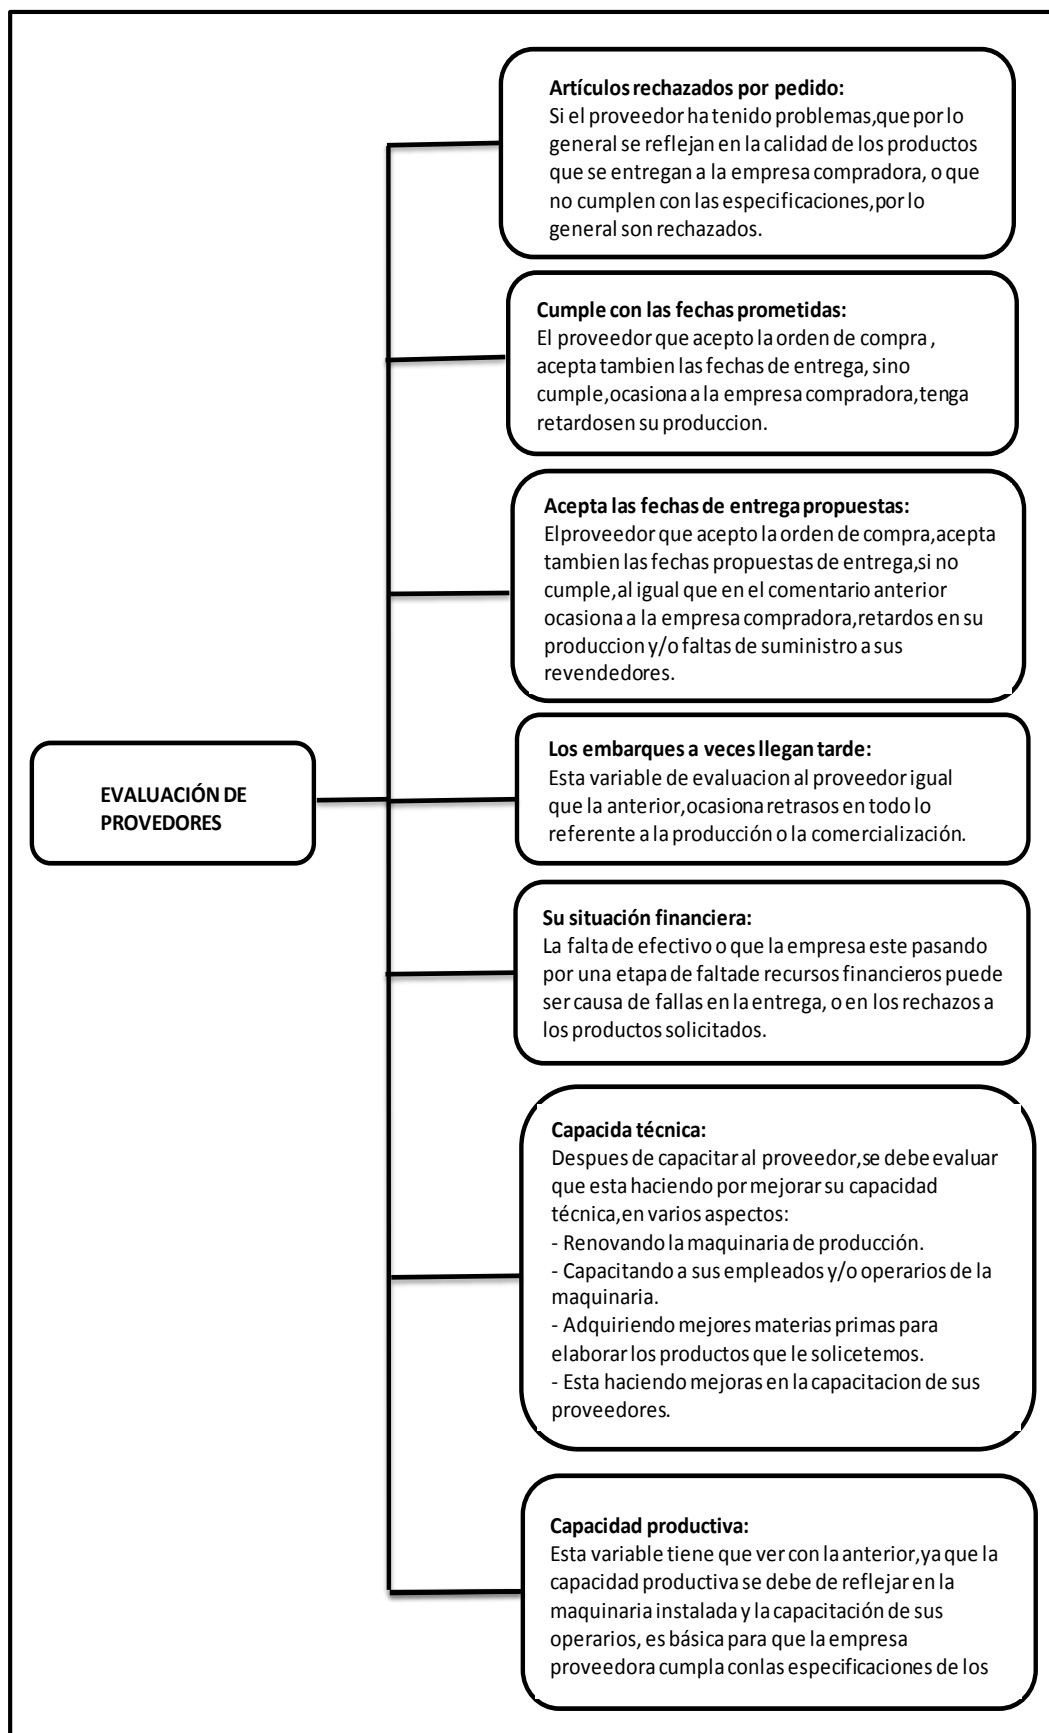 Artículos rechazados por pedido:
Si el proveedor ha tenido problemas,que por lo
general se reflejan en la calidad de los productos
que se entregan a la empresa compradora, o que
no cumplen con las especificaciones,por lo
general son rechazados.
Cumple con las fechas prometidas:
El proveedor que acepto la orden de compra ,
acepta tambien las fechas de entrega, sino
cumple,ocasiona a la empresa compradora,tenga
retardosen su produccion.
Acepta las fechas de entrega propuestas:
Elproveedor que acepto la orden de compra,acepta
tambien las fechas propuestas de entrega,si no
cumple,al igual que en el comentario anterior
ocasiona a la empresa compradora,retardos en su
produccion y/o faltas de suministro a sus
revendedores.
Los embarques a veces llegan tarde:
Esta variable de evaluacion al proveedor igual
que la anterior,ocasiona retrasos en todo lo
referente a la producción o la comercialización.
EVALUACIÓN DE
PROVEDORES
Su situación financiera:
La falta de efectivo o que la empresa este pasando
por una etapa de faltade recursos financieros puede
ser causa de fallas en la entrega, o en los rechazos a
los productos solicitados.
Capacida técnica:
Despues de capacitar al proveedor,se debe evaluar
que esta haciendo por mejorar su capacidad
técnica,en varios aspectos:
- Renovando la maquinaria de producción.
- Capacitando a sus empleados y/o operarios de la
maquinaria.
- Adquiriendo mejores materias primas para
elaborar los productos que le solicetemos.
- Esta haciendo mejoras en la capacitacion de sus
proveedores.
Capacidad productiva:
Esta variable tiene que ver con la anterior,ya que la
capacidad productiva se debe de reflejar en la
maquinaria instalada y la capacitación de sus
operarios, es básica para que la empresa
proveedora cumpla conlas especificaciones de los